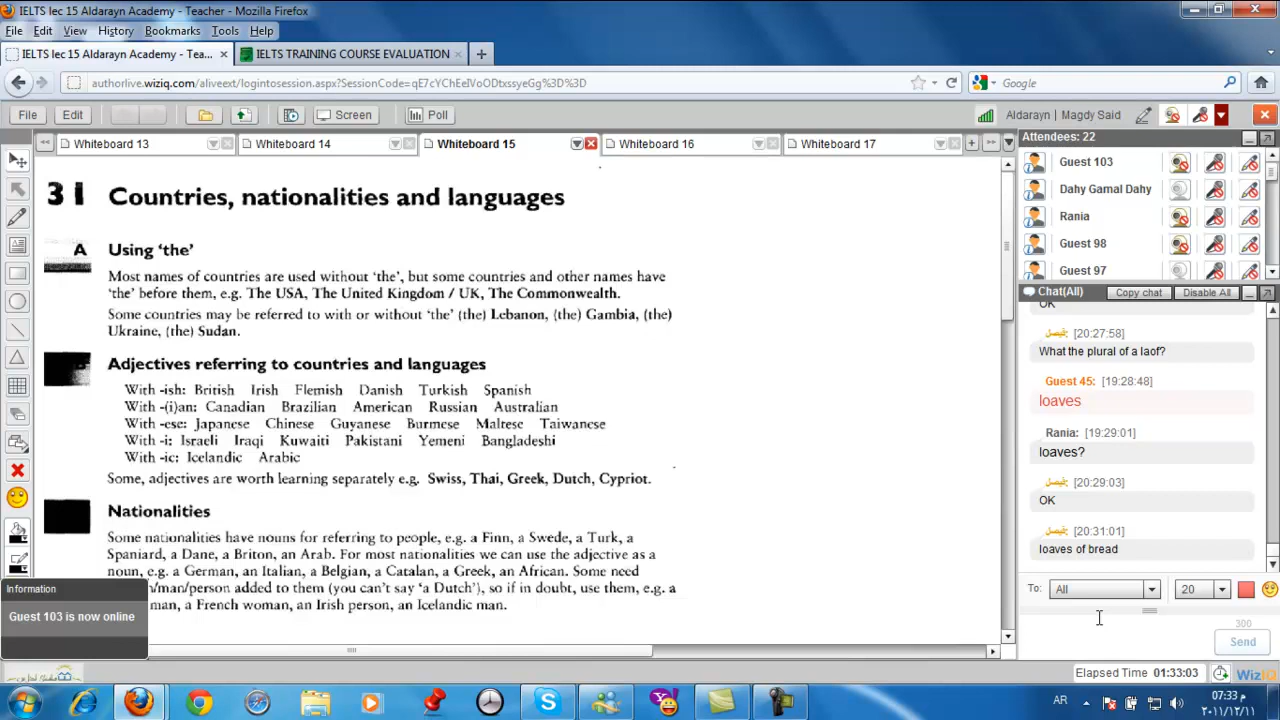 IELTS lec 15 Aldarayn Academy - Teacher - Mozilla Firefox
File Edit View History Bookmarks Tools Help
IELTS lec 15 Aldarayn Academy - Tea...
IELTS TRAINING COURSE EVALUATION
authorlive.wiziq.com/aliveext/logintosession.aspx?SessionCode=qE7cYChEeIVoODtxssyeGg%3D%3D
Google
File Edit Screen Poll
Aldarayn | Magdy Said
Whiteboard 13 Whiteboard 14 Whiteboard 15 Whiteboard 16 Whiteboard 17
31 Countries, nationalities and languages
A Using 'the'
Most names of countries are used without 'the', but some countries and other names have
'the' before them, e.g. The USA, The United Kingdom / UK, The Commonwealth.
Some countries may be referred to with or without 'the' (the) Lebanon, (the) Gambia, (the)
Ukraine, (the) Sudan.
Adjectives referring to countries and languages
With -ish: British Irish Flemish Danish Turkish Spanish
With -(i)an: Canadian Brazilian American Russian Australian
With -ese: Japanese Chinese Guyanese Burmese Maltese Taiwanese
With -i: Israeli Iraqi Kuwaiti Pakistani Yemeni Bangladeshi
With -ic: Icelandic Arabic
Some, adjectives are worth learning separately e.g. Swiss, Thai, Greek, Dutch, Cypriot.
Nationalities
Some nationalities have nouns for referring to people, e.g. a Finn, a Swede, a Turk, a
Spaniard, a Dane, a Briton, an Arab. For most nationalities we can use the adjective as a
noun, e.g. a German, an Italian, a Belgian, a Catalan, a Greek, an African. Some need
/man/person added to them (you can't say 'a Dutch'), so if in doubt, use them, e.g. a
man, a French woman, an Irish person, an Icelandic man.
Information
Guest 103 is now online
Attendees: 22
Guest 103
Dahy Gamal Dahy
Rania
Guest 98
Guest 97
Chat(All) Copy chat Disable All
OK
فيصل: [20:27:58]
What the plural of a laof?
Guest 45: [19:28:48]
loaves
Rania: [19:29:01]
loaves?
فيصل: [20:29:03]
OK
فيصل: [20:31:01]
loaves of bread
To: All 20
300
Send
Elapsed Time 01:33:03 WizIQ
AR
07:33 م
٢٠١١/١٢/١١